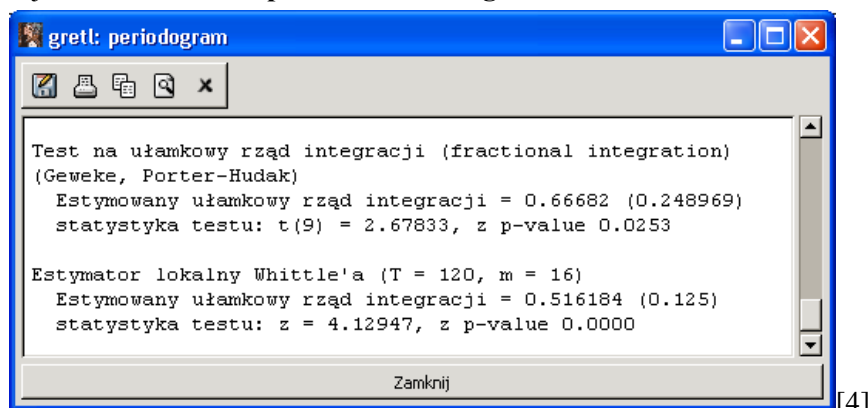 gretl: periodogram
Test na ułamkowy rząd integracji (fractional integration)
(Geweke, Porter-Hudak)
Estymowany ułamkowy rząd integracji = 0.66682 (0.248969)
statystyka testu: t(9) = 2.67833, z p-value 0.0253
Estymator lokalny Whittle'a (T = 120, m = 16)
Estymowany ułamkowy rząd integracji = 0.516184 (0.125)
statystyka testu: z = 4.12947, z p-value 0.0000
Zamknij
[4]